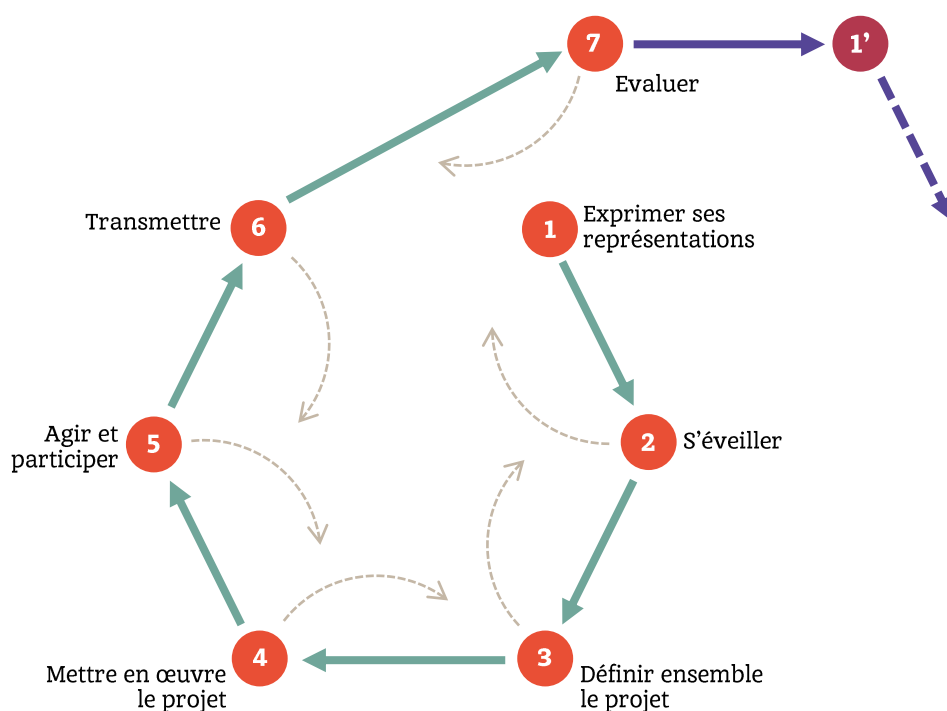 7
1’
Evaluer
Transmettre
6
1
Exprimer ses
représentations
Agir et
participer
5
2
S’éveiller
4
3
Mettre en œuvre
le projet
Définir ensemble
le projet